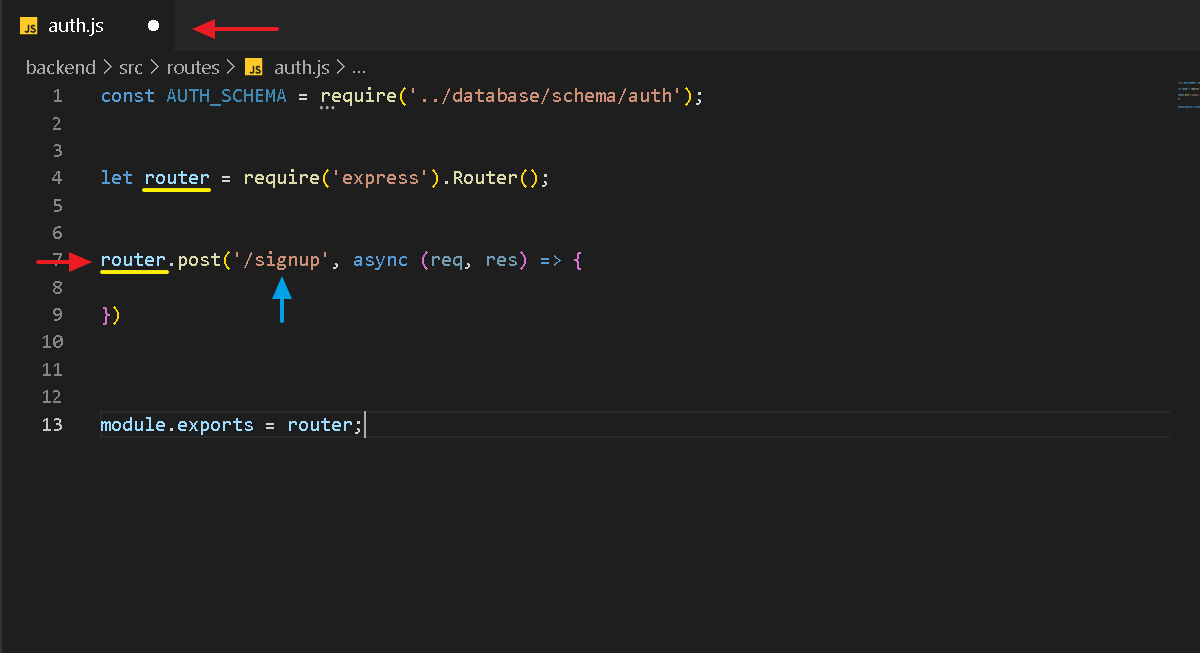 JS auth.js
backend > src > routes > JS auth.js > ...
1 const AUTH_SCHEMA = require('../database/schema/auth');
2
3
4 let router = require('express').Router();
5
6
7 router.post('/signup', async (req, res) => {
8
9 })
10
11
12
13 module.exports = router;